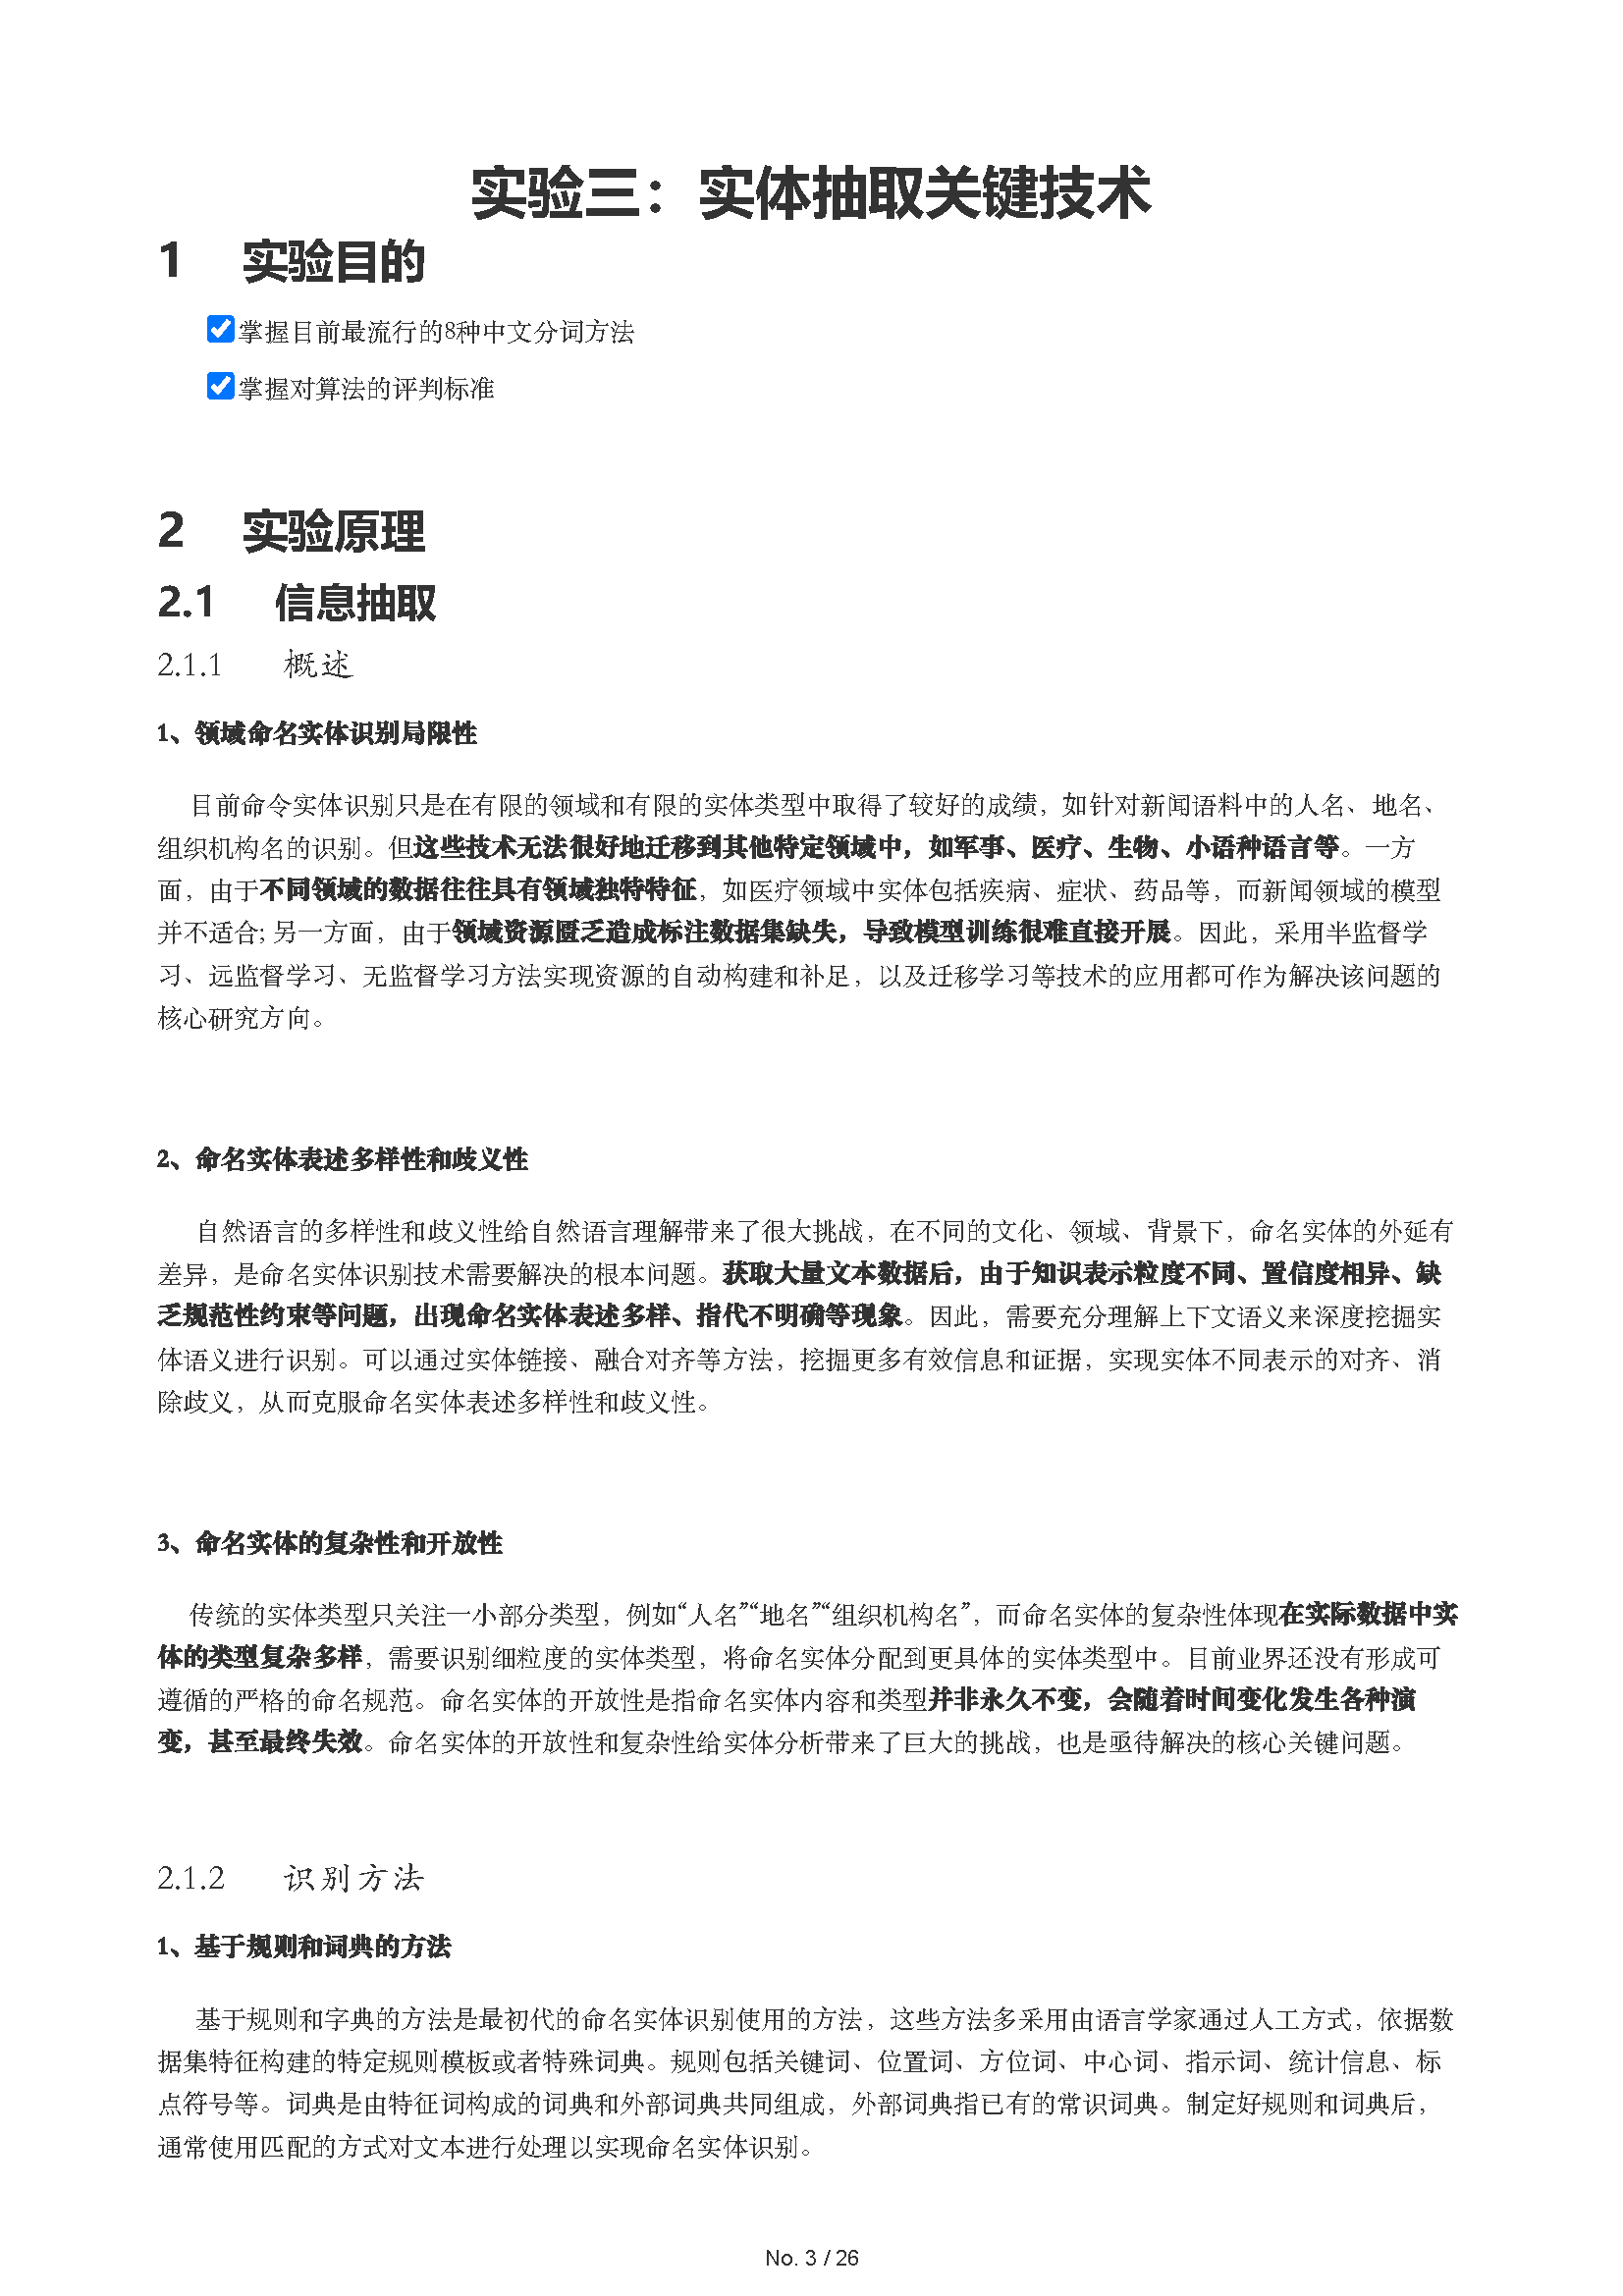 实验三：实体抽取关键技术
1 实验目的
掌握目前最流行的8种中文分词方法
掌握对算法的评判标准
2 实验原理
2.1 信息抽取
2.1.1 概述
1、领域命名实体识别局限性
目前命令实体识别只是在有限的领域和有限的实体类型中取得了较好的成绩，如针对新闻语料中的人名、地名、
组织机构名的识别。但这些技术无法很好地迁移到其他特定领域中，如军事、医疗、生物、小语种语言等。一方
面，由于不同领域的数据往往具有领域独特特征，如医疗领域中实体包括疾病、症状、药品等，而新闻领域的模型
并不适合; 另一方面，由于领域资源匮乏造成标注数据集缺失，导致模型训练很难直接开展。因此，采用半监督学
习、远监督学习、无监督学习方法实现资源的自动构建和补足，以及迁移学习等技术的应用都可作为解决该问题的
核心研究方向。
2、命名实体表述多样性和歧义性
自然语言的多样性和歧义性给自然语言理解带来了很大挑战，在不同的文化、领域、背景下，命名实体的外延有
差异，是命名实体识别技术需要解决的根本问题。获取大量文本数据后，由于知识表示粒度不同、置信度相异、缺
乏规范性约束等问题，出现命名实体表述多样、指代不明确等现象。因此，需要充分理解上下文语义来深度挖掘实
体语义进行识别。可以通过实体链接、融合对齐等方法，挖掘更多有效信息和证据，实现实体不同表示的对齐、消
除歧义，从而克服命名实体表述多样性和歧义性。
3、命名实体的复杂性和开放性
传统的实体类型只关注一小部分类型，例如“人名”“地名”“组织机构名”，而命名实体的复杂性体现在实际数据中实
体的类型复杂多样，需要识别细粒度的实体类型，将命名实体分配到更具体的实体类型中。目前业界还没有形成可
遵循的严格的命名规范。命名实体的开放性是指命名实体内容和类型并非永久不变，会随着时间变化发生各种演
变，甚至最终失效。命名实体的开放性和复杂性给实体分析带来了巨大的挑战，也是亟待解决的核心关键问题。
2.1.2 识别方法
1、基于规则和词典的方法
基于规则和字典的方法是最初代的命名实体识别使用的方法，这些方法多采用由语言学家通过人工方式，依据数
据集特征构建的特定规则模板或者特殊词典。规则包括关键词、位置词、方位词、中心词、指示词、统计信息、标
点符号等。词典是由特征词构成的词典和外部词典共同组成，外部词典指已有的常识词典。制定好规则和词典后，
通常使用匹配的方式对文本进行处理以实现命名实体识别。
No. 3 / 26